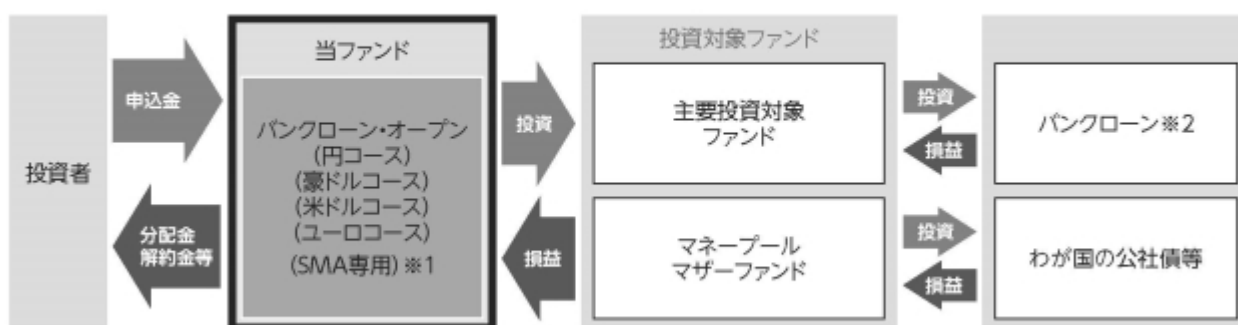 投資者
申込金
分配金
解約金等
当ファンド
バンクローン・オープン
(円コース)
(豪ドルコース)
(米ドルコース)
(ユーロコース)
(SMA専用)※1
投資
損益
投資対象ファンド
主要投資対象
ファンド
マネープール
マザーファンド
投資
損益
投資
損益
バンクローン※2
わが国の公社債等